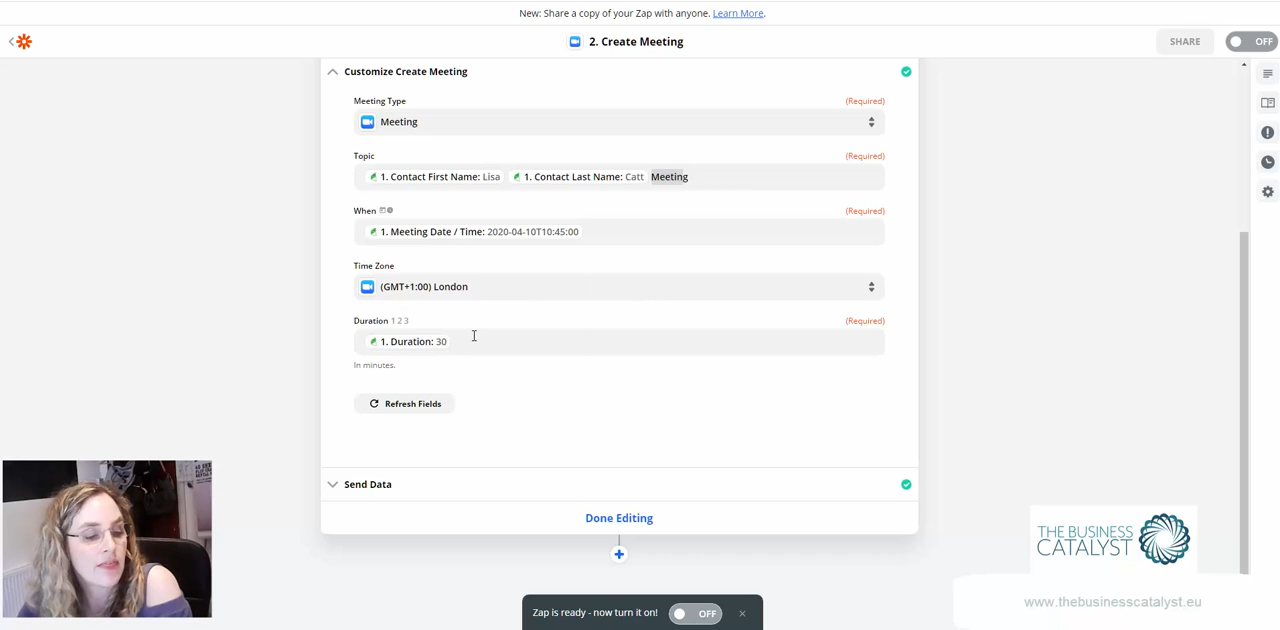 New: Share a copy of your Zap with anyone. Learn More.
2. Create Meeting
SHARE
OFF
Customize Create Meeting
Meeting Type (Required)
Meeting
Topic (Required)
1. Contact First Name: Lisa 1. Contact Last Name: Catt Meeting
When (Required)
1. Meeting Date / Time: 2020-04-10T10:45:00
Time Zone
(GMT+1:00) London
Duration 1 2 3 (Required)
1. Duration: 30
In minutes.
Refresh Fields
Send Data
Done Editing
Zap is ready - now turn it on! OFF
THE BUSINESS
CATALYST
www.thebusinesscatalyst.eu